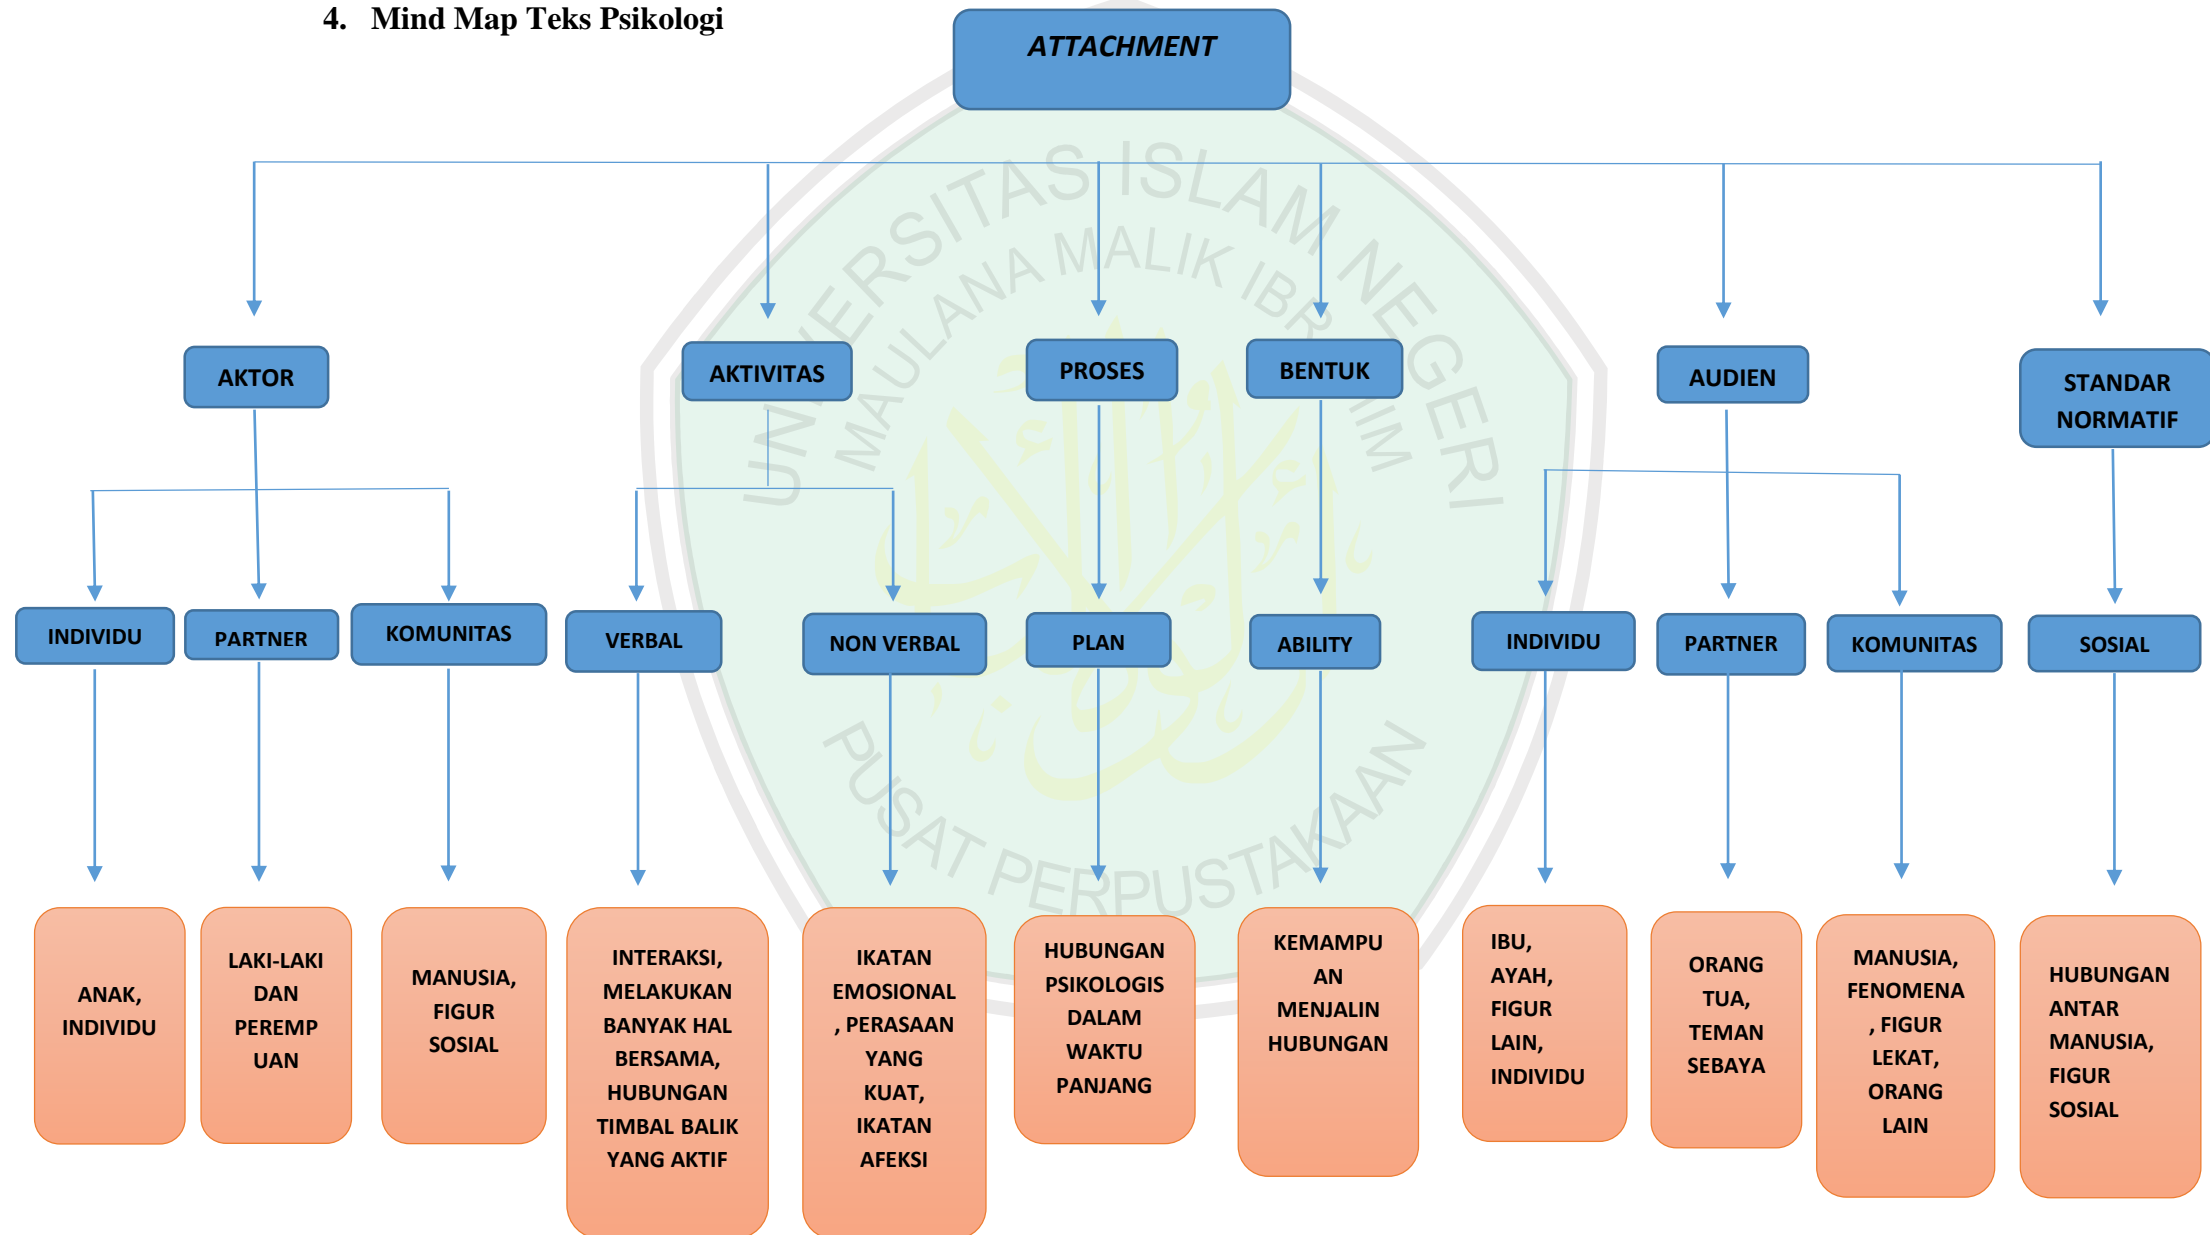 4. Mind Map Teks Psikologi
ATTACHMENT
UNIVERSITAS ISLAM NEGERI
MAULANA MALIK IBRAHIM
PUSAT PERPUSTAKAAN
AKTOR
AKTIVITAS
PROSES
BENTUK
AUDIEN
STANDAR
NORMATIF
INDIVIDU
PARTNER
KOMUNITAS
VERBAL
NON VERBAL
PLAN
ABILITY
INDIVIDU
PARTNER
KOMUNITAS
SOSIAL
ANAK,
INDIVIDU
LAKI-LAKI
DAN
PEREMP
UAN
MANUSIA,
FIGUR
SOSIAL
INTERAKSI,
MELAKUKAN
BANYAK HAL
BERSAMA,
HUBUNGAN
TIMBAL BALIK
YANG AKTIF
IKATAN
EMOSIONAL
, PERASAAN
YANG
KUAT,
IKATAN
AFEKSI
HUBUNGAN
PSIKOLOGIS
DALAM
WAKTU
PANJANG
KEMAMPU
AN
MENJALIN
HUBUNGAN
IBU,
AYAH,
FIGUR
LAIN,
INDIVIDU
ORANG
TUA,
TEMAN
SEBAYA
MANUSIA,
FENOMENA
, FIGUR
LEKAT,
ORANG
LAIN
HUBUNGAN
ANTAR
MANUSIA,
FIGUR
SOSIAL